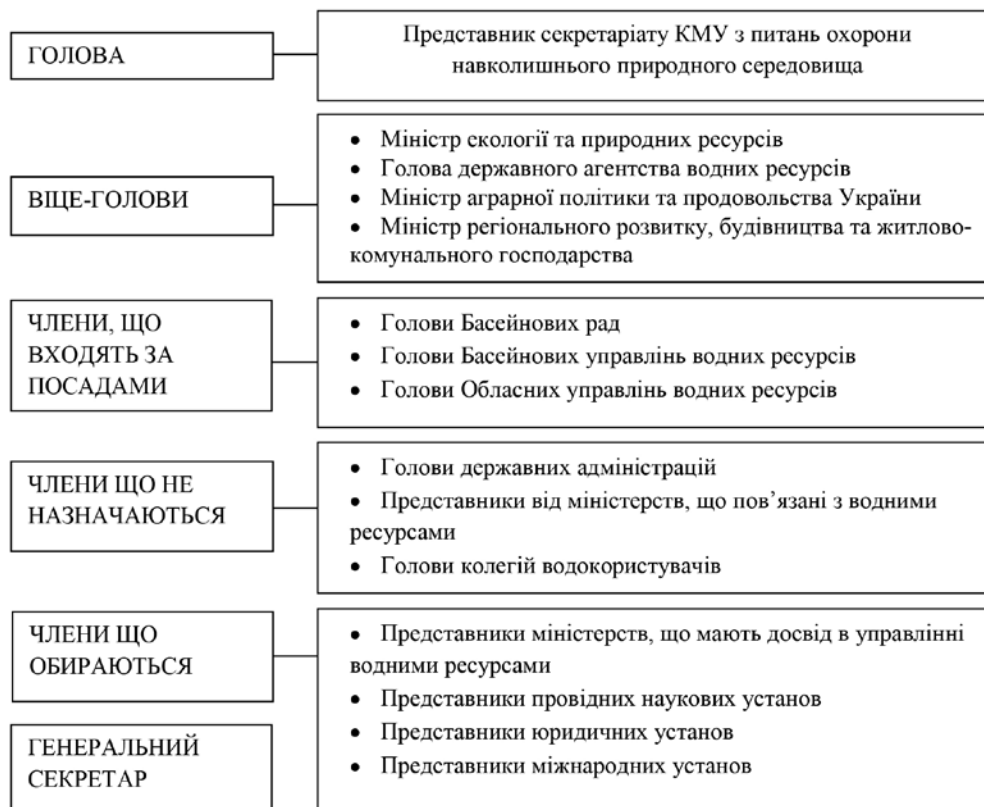 ГОЛОВА
Представник секретаріату КМУ з питань охорони
навколишнього природного середовища
ВІЦЕ-ГОЛОВИ
• Міністр екології та природних ресурсів
• Голова державного агентства водних ресурсів
• Міністр аграрної політики та продовольства України
• Міністр регіонального розвитку, будівництва та житлово-
комунального господарства
ЧЛЕНИ, ЩО
ВХОДЯТЬ ЗА
ПОСАДАМИ
• Голови Басейнових рад
• Голови Басейнових управлінь водних ресурсів
• Голови Обласних управлінь водних ресурсів
ЧЛЕНИ ЩО НЕ
НАЗНАЧАЮТЬСЯ
• Голови державних адміністрацій
• Представники від міністерств, що пов’язані з водними
ресурсами
• Голови колегій водокористувачів
ЧЛЕНИ ЩО
ОБИРАЮТЬСЯ
• Представники міністерств, що мають досвід в управлінні
водними ресурсами
• Представники провідних наукових установ
• Представники юридичних установ
• Представники міжнародних установ
ГЕНЕРАЛЬНИЙ
СЕКРЕТАР